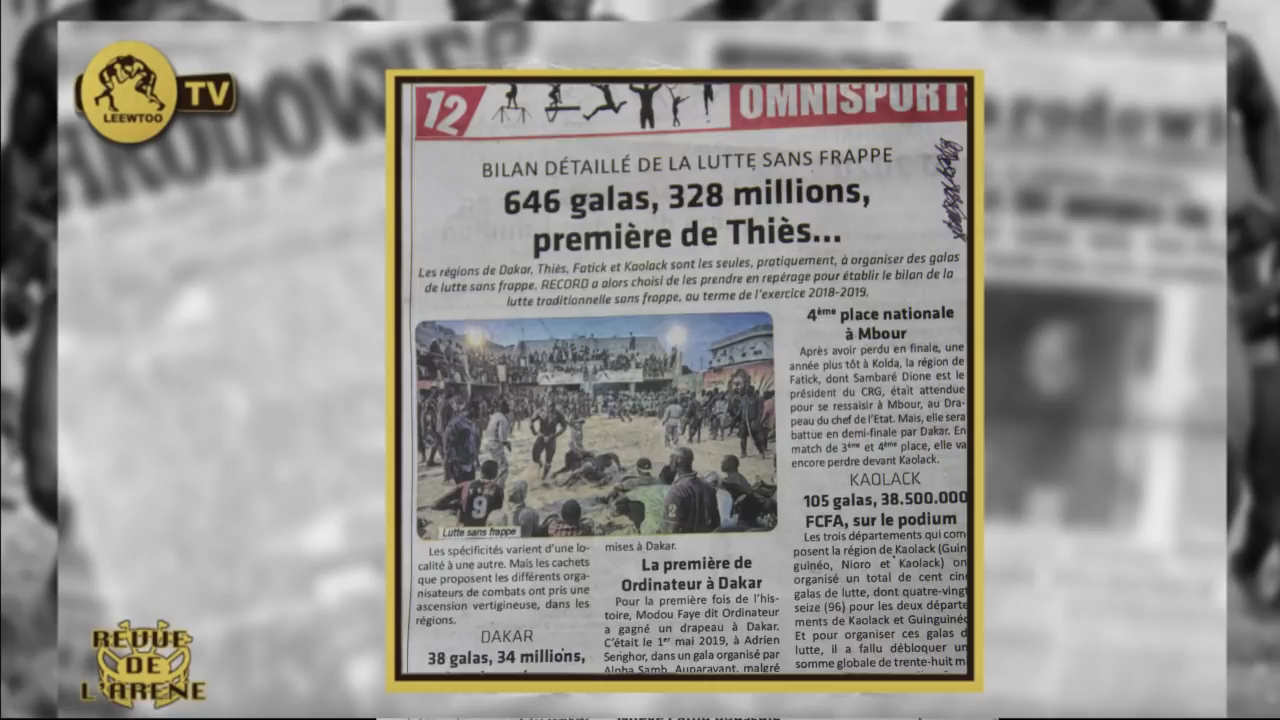 LEEWTOO
TV
12
OMNISPORT
BILAN DÉTAILLÉ DE LA LUTTE SANS FRAPPE
646 galas, 328 millions,
première de Thiès...
Les régions de Dakar, Thiès, Fatick et Kaolack sont les seules, pratiquement, à organiser des galas
de lutte sans frappe. RECORD a alors choisi de les prendre en repérage pour établir le bilan de la
lutte traditionnelle sans frappe, au terme de l'exercice 2018-2019.
9
2
Lutte sans frappe
Les spécificités varient d'une lo-
calité à une autre. Mais les cachets
que proposent les différents orga-
nisateurs de combats ont pris une
ascension vertigineuse, dans les
régions.
DAKAR
38 galas, 34 millions,
mises à Dakar.
La première de
Ordinateur à Dakar
Pour la première fois de l'his-
toire, Modou Faye dit Ordinateur
a gagné un drapeau à Dakar.
C'était le 1er mai 2019, à Adrien
Senghor, dans un gala organisé par
Alpha Samb. Auparavant, malgré
4ème place nationale
à Mbour
Après avoir perdu en finale, une
année plus tôt à Kolda, la région de
Fatick, dont Sambaré Dione est le
président du CRG, était attendue
pour se ressaisir à Mbour, au Dra-
peau du chef de l'Etat. Mais, elle sera
battue en demi-finale par Dakar. En
match de 3ème et 4ème place, elle va
encore perdre devant Kaolack.
KAOLACK
105 galas, 38.500.000
FCFA, sur le podium
Les trois départements qui com-
posent la région de Kaolack (Guin
guinéo, Nioro et Kaolack) on
organisé un total de cent cin
galas de lutte, dont quatre-vingt
seize (96) pour les deux départe
ments de Kaolack et Guinguinéo
Et pour organiser ces galas d
lutte, il a fallu débloquer un
somme globale de trente-huit m
REVUE
DE
L'ARENE